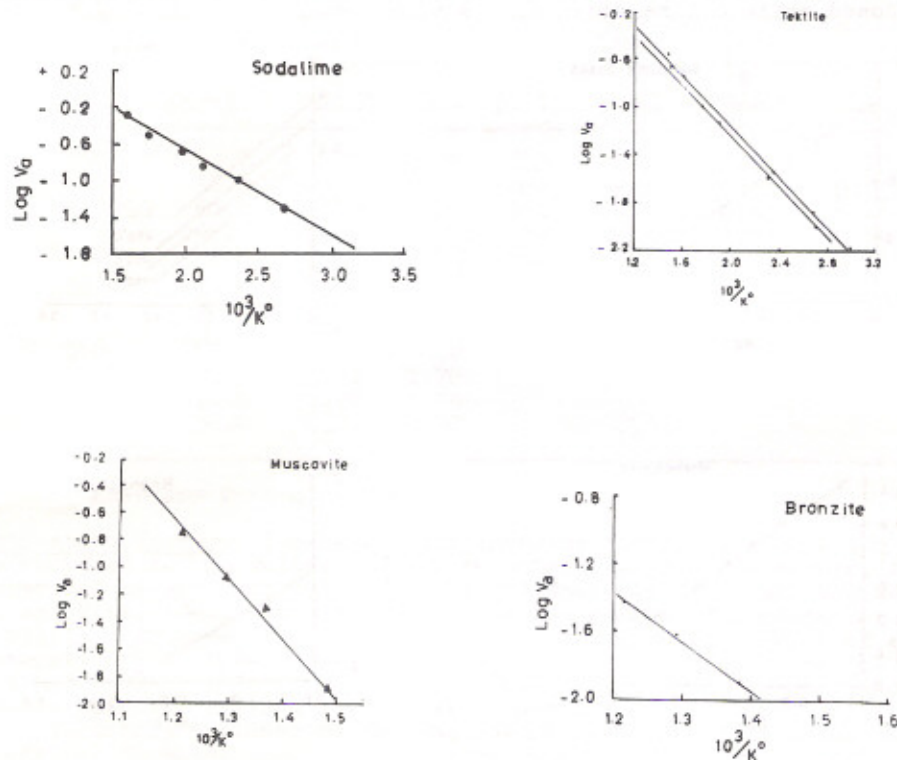 Sodalime
+ 0.2
- 0.2
- 0.6
- 1.0
- 1.4
- 1.8
Log Va
1.5 2.0 2.5 3.0 3.5
10³/K°
Tektite
-0.2
-0.6
-1.0
-1.4
-1.8
-2.2
Log Va
1.2 1.6 2.0 2.4 2.8 3.2
10³/K°
Muscovite
-0.2
-0.4
-0.6
-0.8
-1.0
-1.2
-1.4
-1.6
-1.8
-2.0
Log Va
1.1 1.2 1.3 1.4 1.5
10³/K°
Bronzite
-0.8
-1.2
-1.6
-2.0
Log Va
1.2 1.3 1.4 1.5 1.6
10³/K°